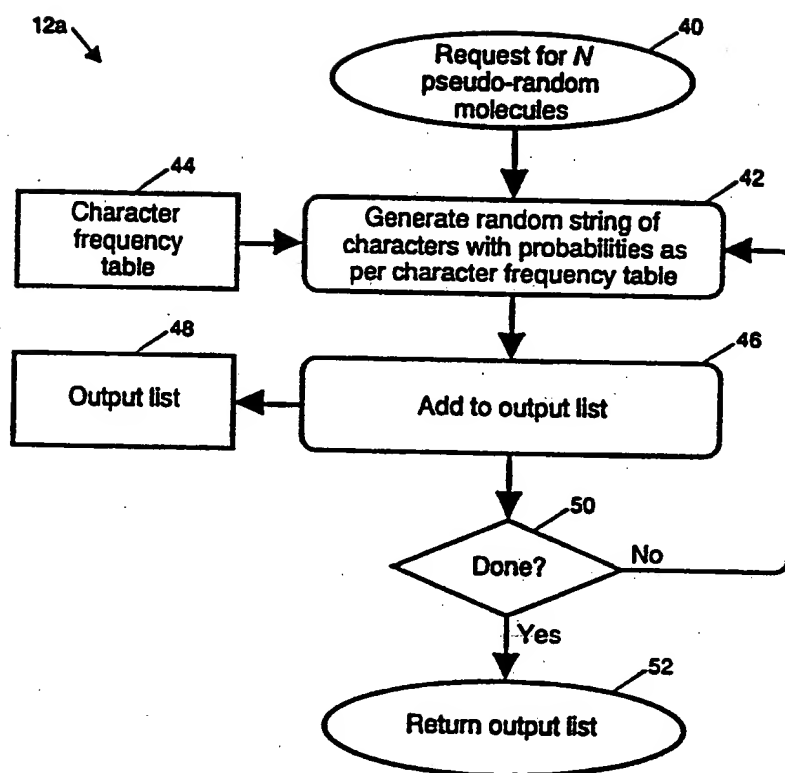 12a
40
Request for N
pseudo-random
molecules
44
Character
frequency
table
42
Generate random string of
characters with probabilities as
per character frequency table
48
Output list
46
Add to output list
50
Done?
No
Yes
52
Return output list